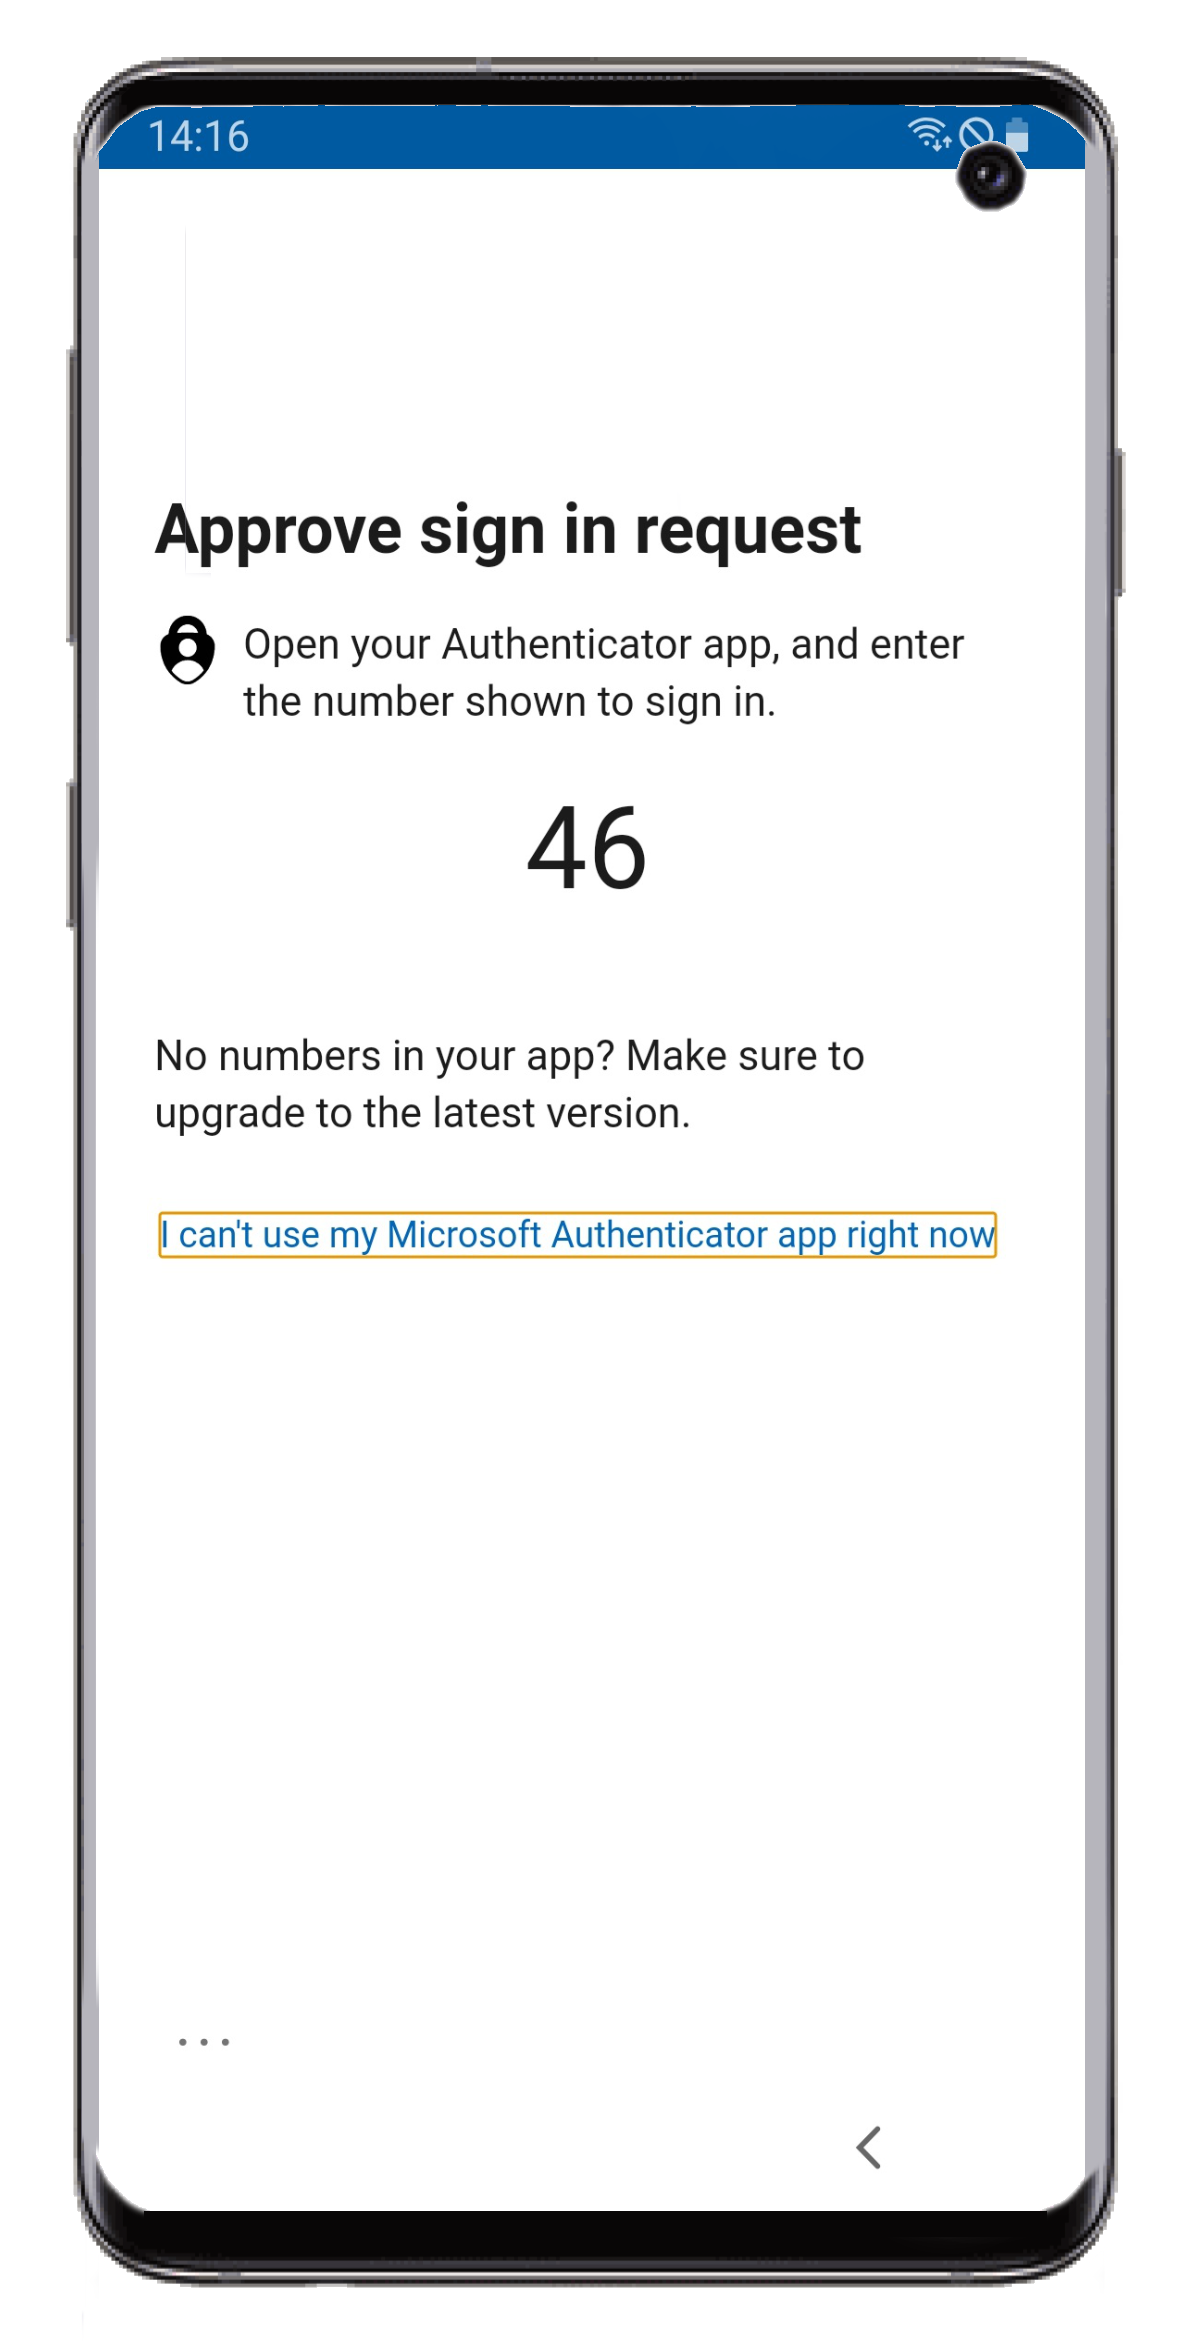 14:16
Approve sign in request
Open your Authenticator app, and enter
the number shown to sign in.
46
No numbers in your app? Make sure to
upgrade to the latest version.
I can't use my Microsoft Authenticator app right now